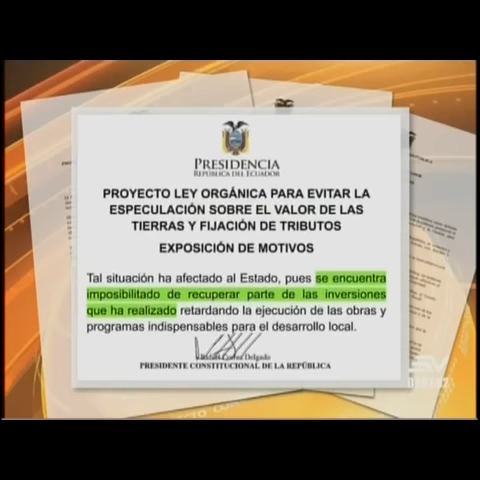 PRESIDENCIA
REPÚBLICA DEL ECUADOR
PROYECTO LEY ORGÁNICA PARA EVITAR LA
ESPECULACIÓN SOBRE EL VALOR DE LAS
TIERRAS Y FIJACIÓN DE TRIBUTOS
EXPOSICIÓN DE MOTIVOS
Tal situación ha afectado al Estado, pues se encuentra
imposibilitado de recuperar parte de las inversiones
que ha realizado retardando la ejecución de las obras y
programas indispensables para el desarrollo local.
Rafael Correa Delgado
PRESIDENTE CONSTITUCIONAL DE LA REPÚBLICA